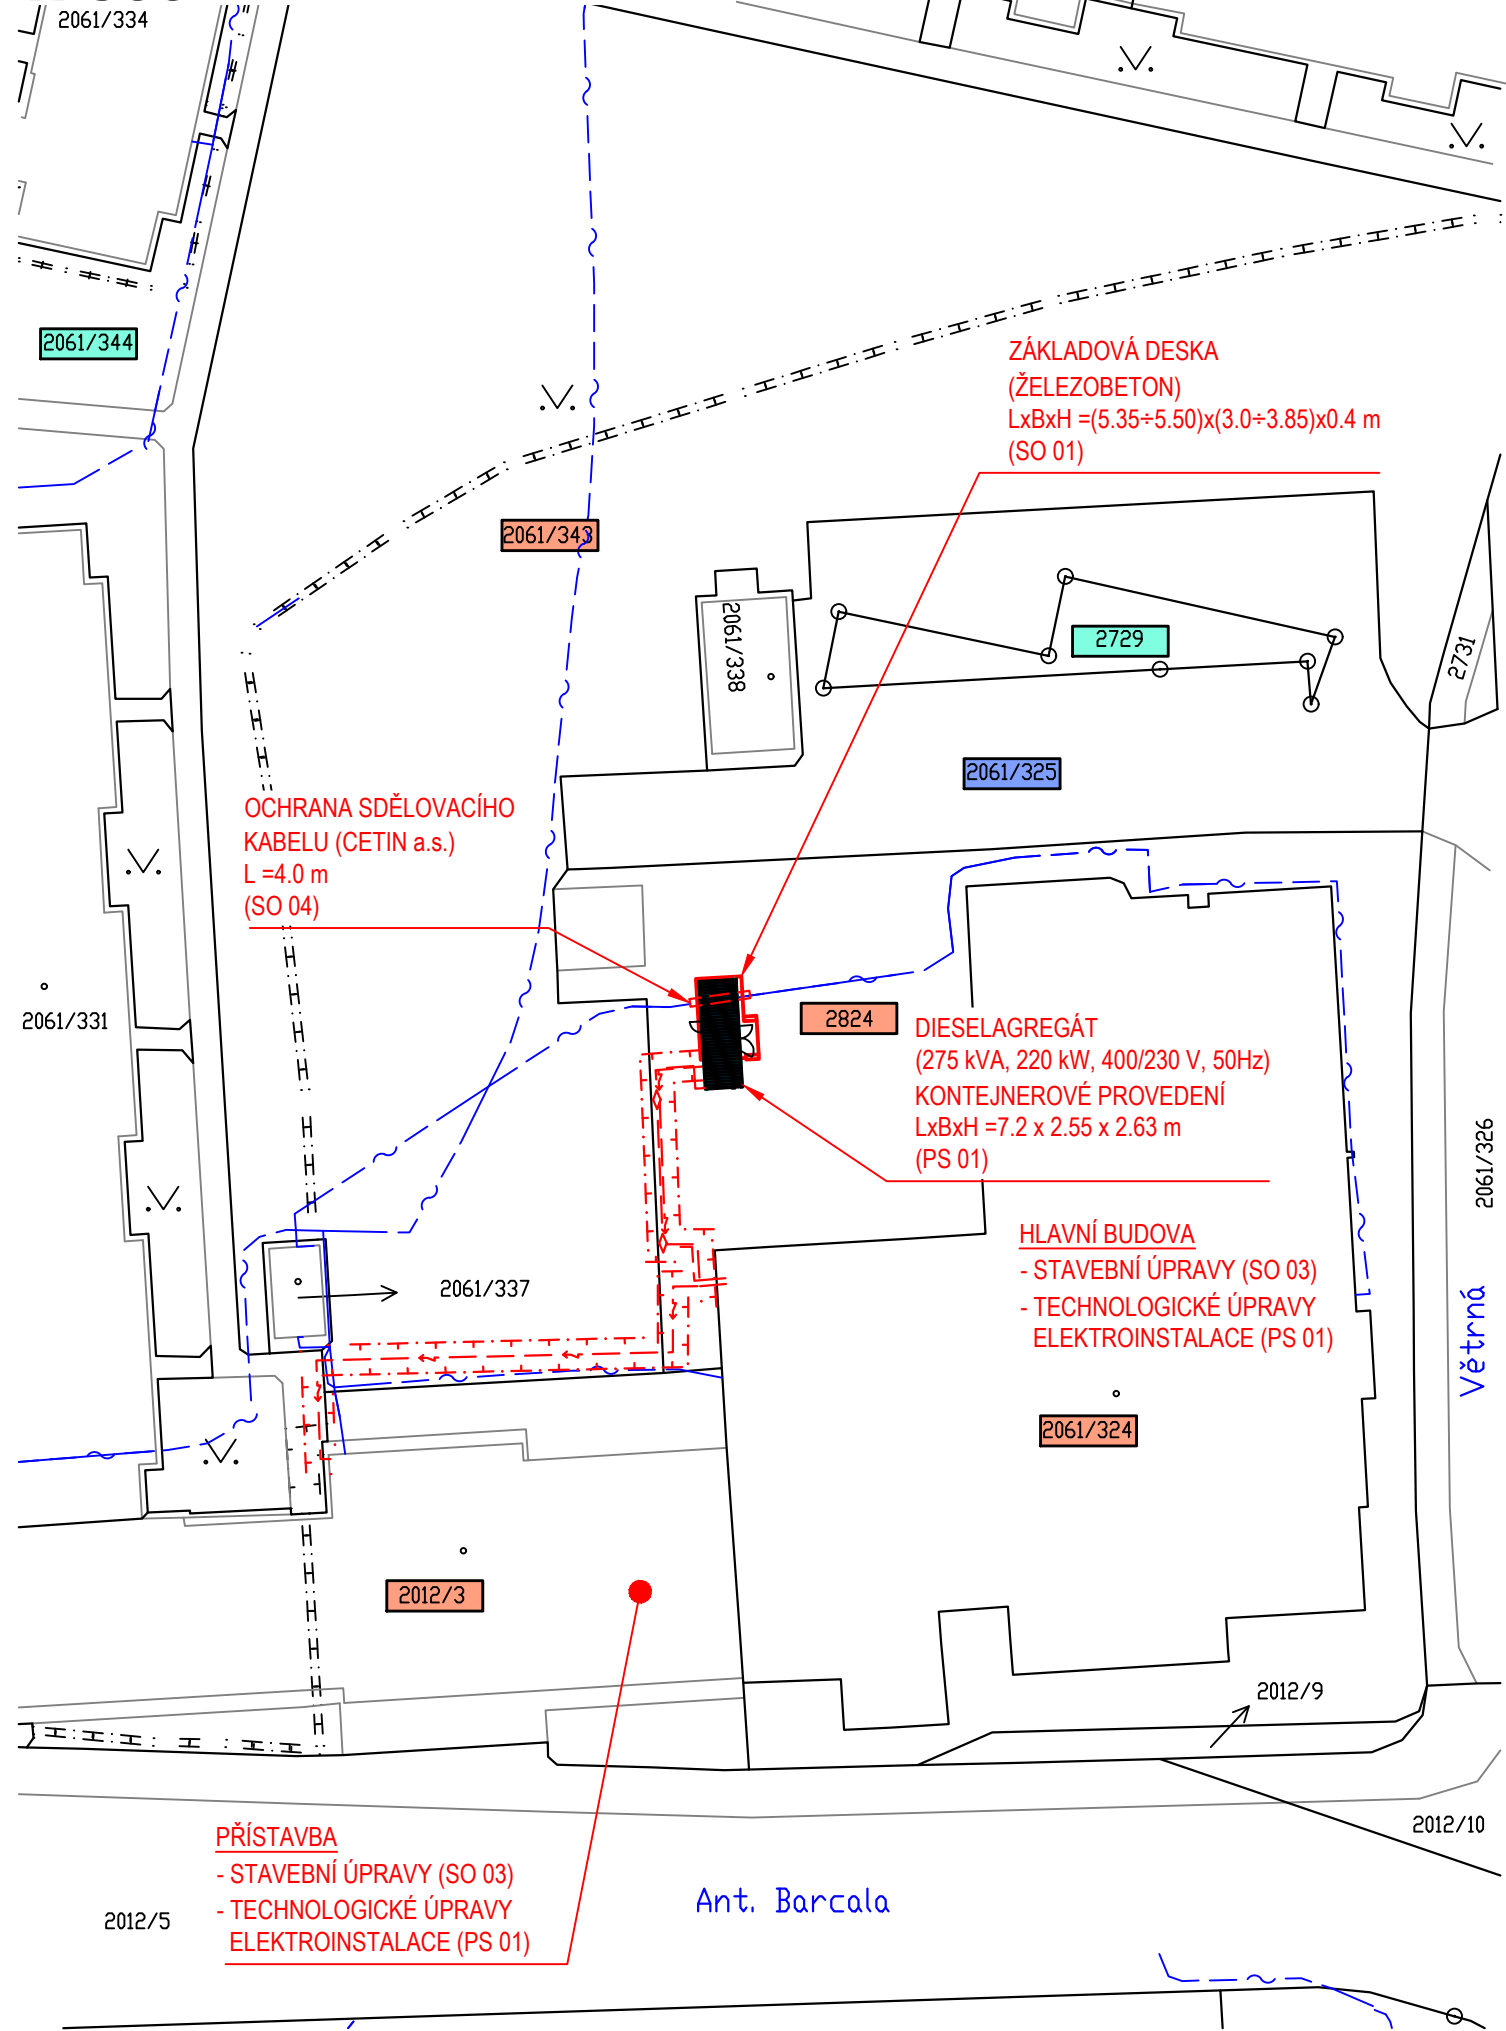 2061/334
2061/344
ZÁKLADOVÁ DESKA
(ŽELEZOBETON)
LxBxH =(5.35÷5.50)x(3.0÷3.85)x0.4 m
(SO 01)
2061/343
2061/338
2729
2731
2061/325
OCHRANA SDĚLOVACÍHO
KABELU (CETIN a.s.)
L =4.0 m
(SO 04)
2061/331
2824
DIESELAGREGÁT
(275 kVA, 220 kW, 400/230 V, 50Hz)
KONTEJNEROVÉ PROVEDENÍ
LxBxH =7.2 x 2.55 x 2.63 m
(PS 01)
2061/326
HLAVNÍ BUDOVA
- STAVEBNÍ ÚPRAVY (SO 03)
- TECHNOLOGICKÉ ÚPRAVY
ELEKTROINSTALACE (PS 01)
2061/337
Větrná
2061/324
2012/3
2012/9
2012/10
PŘÍSTAVBA
- STAVEBNÍ ÚPRAVY (SO 03)
- TECHNOLOGICKÉ ÚPRAVY
ELEKTROINSTALACE (PS 01)
Ant. Barcala
2012/5